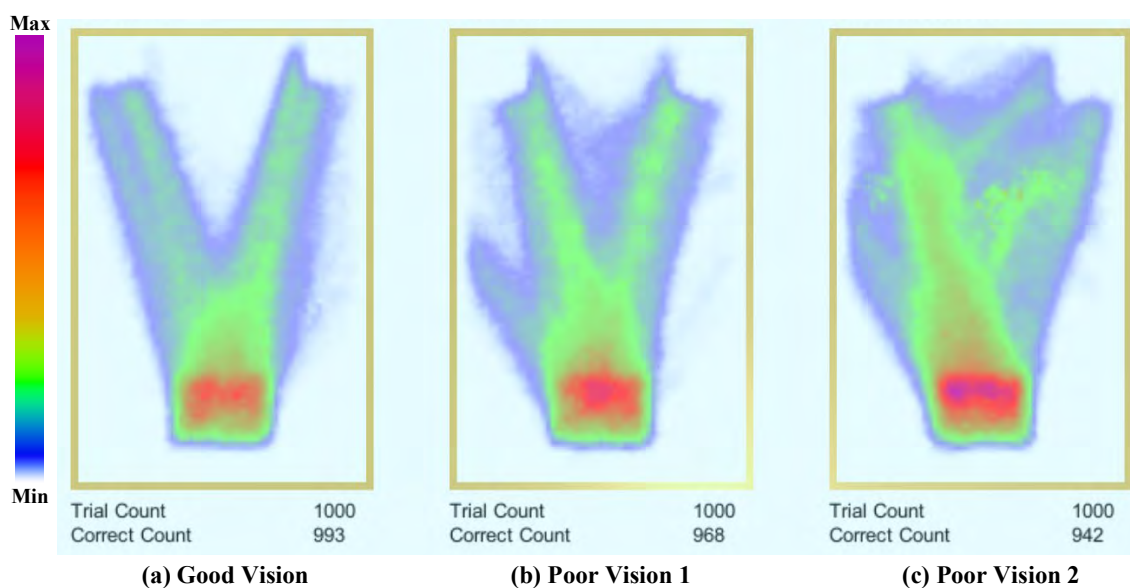 Max
Min
Trial Count 1000
Correct Count 993
(a) Good Vision
Trial Count 1000
Correct Count 968
(b) Poor Vision 1
Trial Count 1000
Correct Count 942
(c) Poor Vision 2